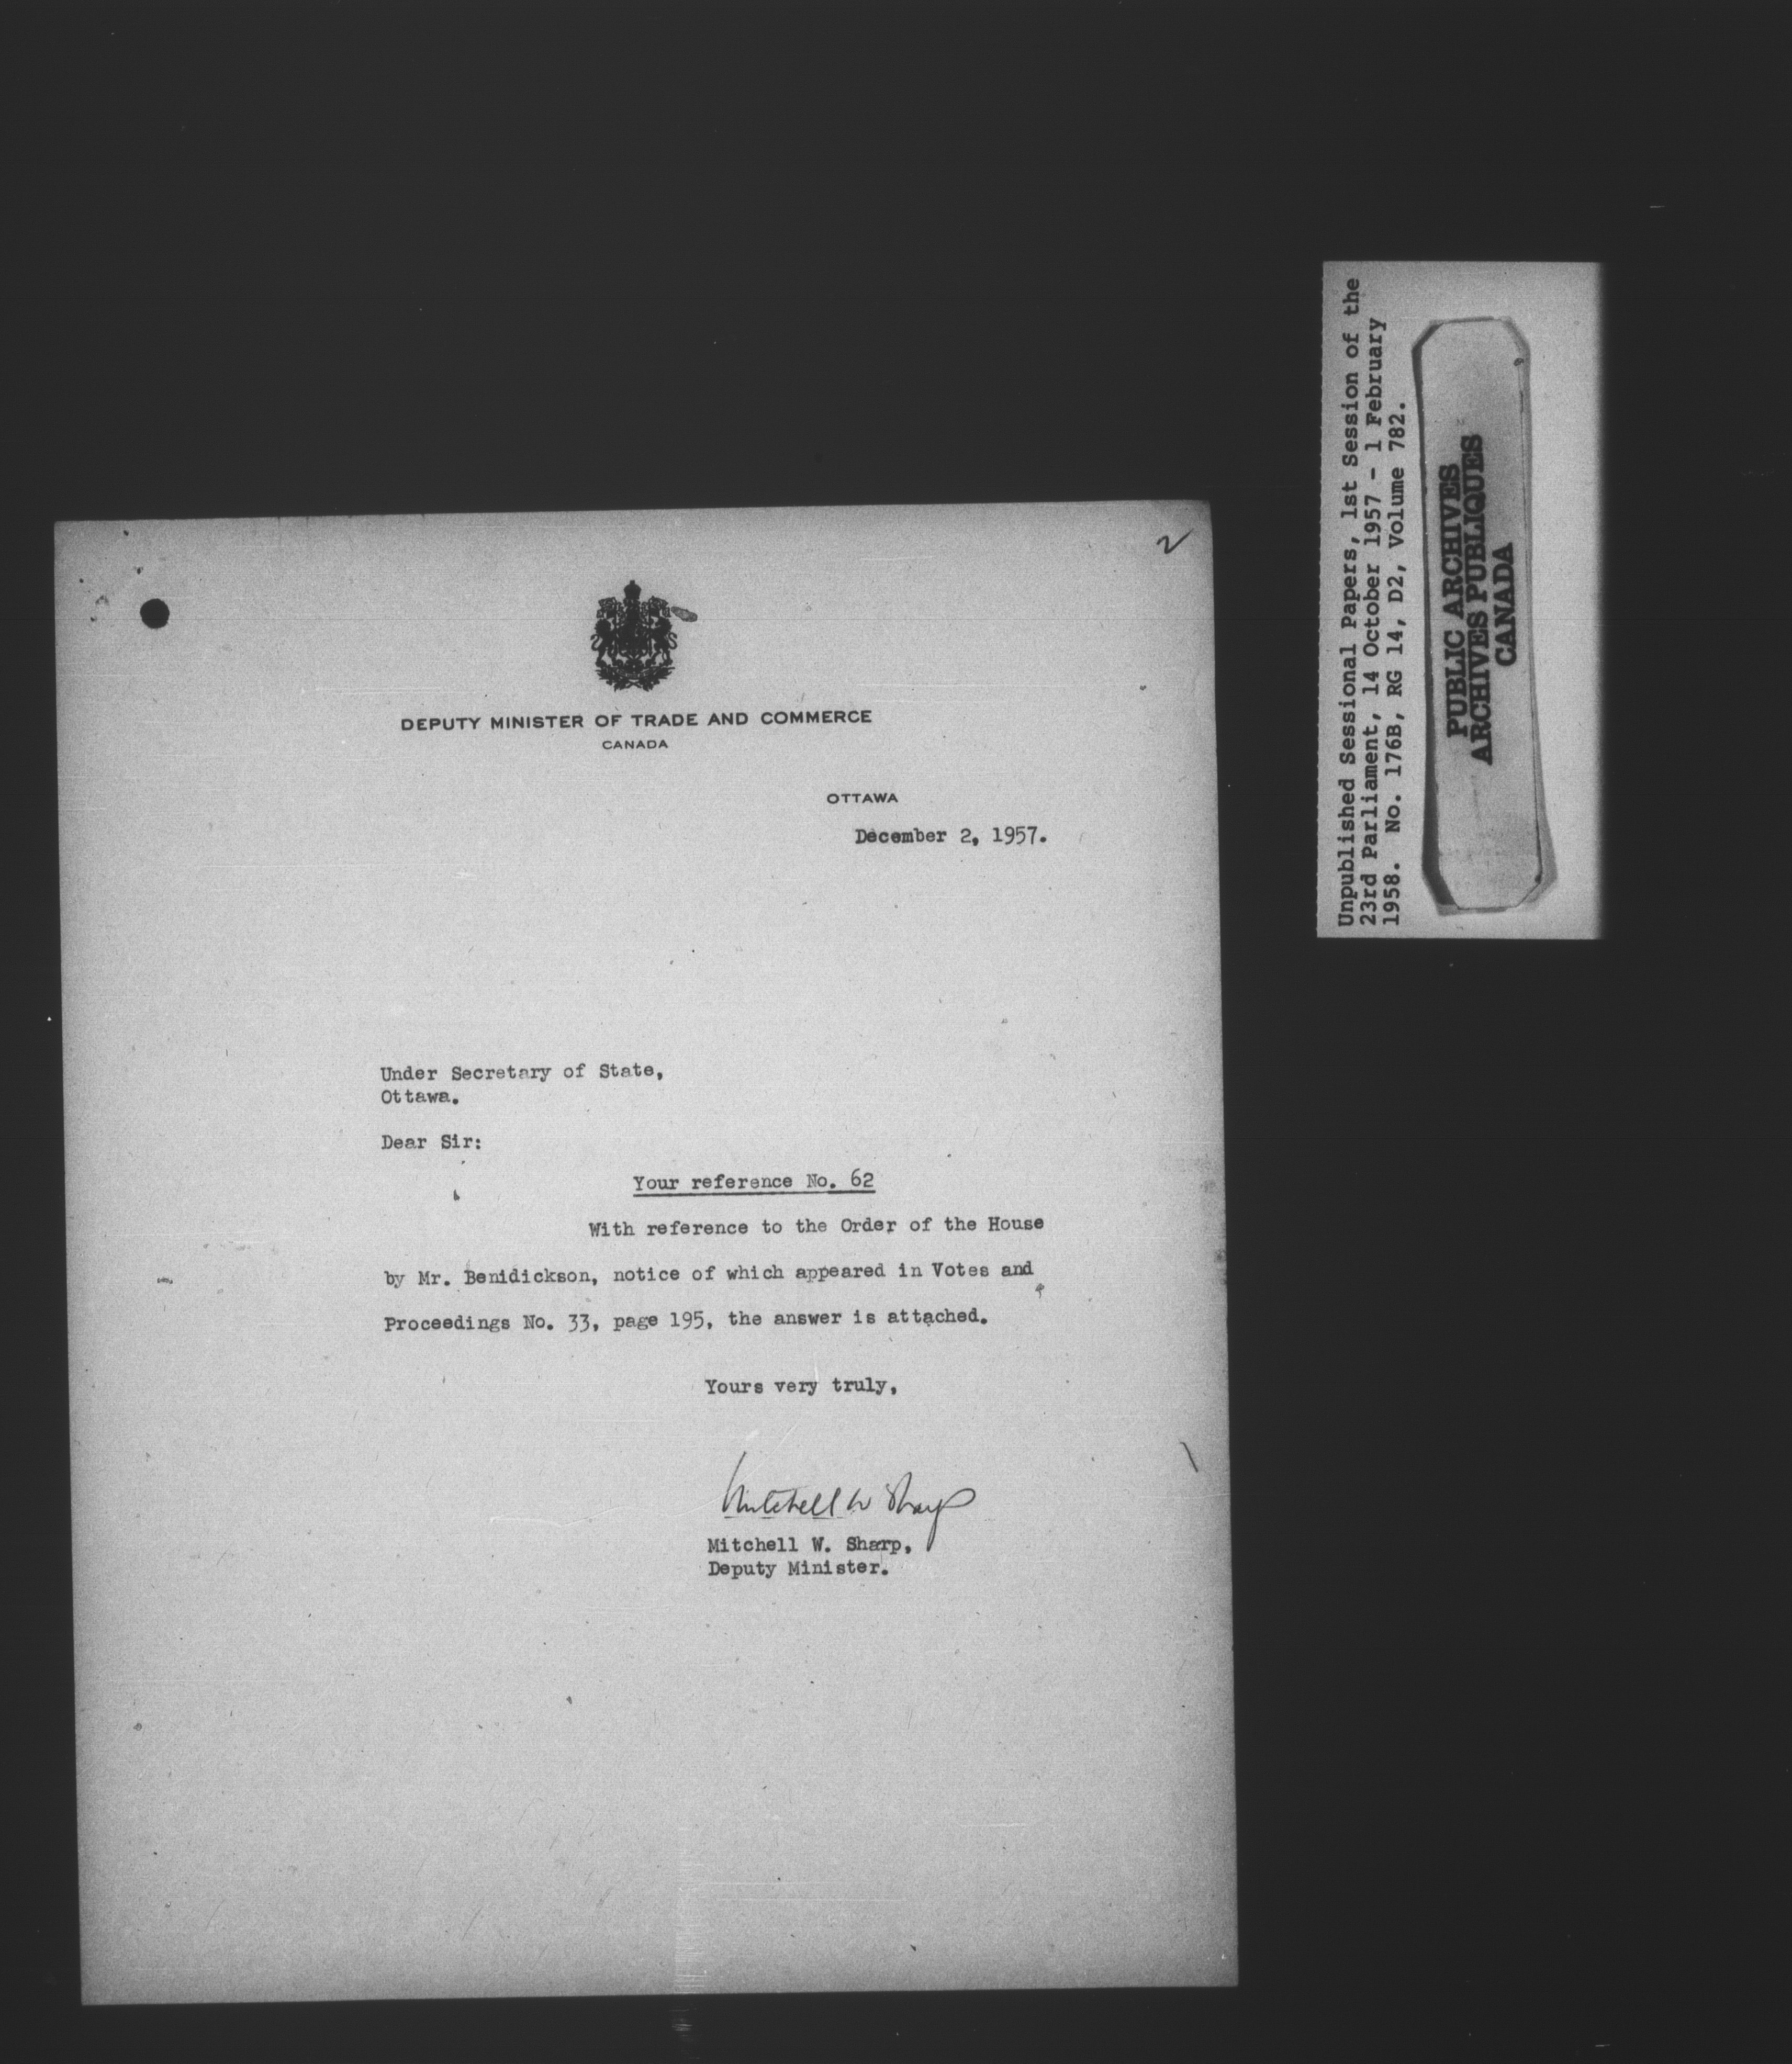 2
DEPUTY MINISTER OF TRADE AND COMMERCE
CANADA
OTTAWA
December 2, 1957.
Under Secretary of State,
Ottawa.
Dear Sir:
Your reference No. 62
With reference to the Order of the House
by Mr. Benidickson, notice of which appeared in Votes and
Proceedings No. 33, page 195, the answer is attached.
Yours very truly,
Mitchell W Sharp
Mitchell W. Sharp,
Deputy Minister.
Unpublished Sessional Papers, 1st Session of the
23rd Parliament, 14 October 1957 - 1 February
1958. No. 176B, RG 14, D2, Volume 782.
PUBLIC ARCHIVES
ARCHIVES PUBLIQUES
CANADA